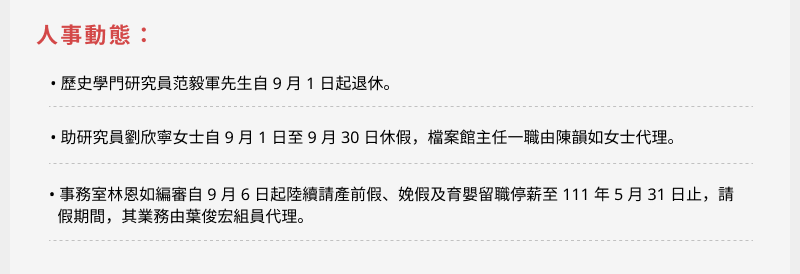 人事動態：
• 歷史學門研究員范毅軍先生自 9 月 1 日起退休。
• 助研究員劉欣寧女士自 9 月 1 日至 9 月 30 日休假，檔案館主任一職由陳韻如女士代理。
• 事務室林恩如編審自 9 月 6 日起陸續請產前假、娩假及育嬰留職停薪至 111 年 5 月 31 日止，請
假期間，其業務由葉俊宏組員代理。